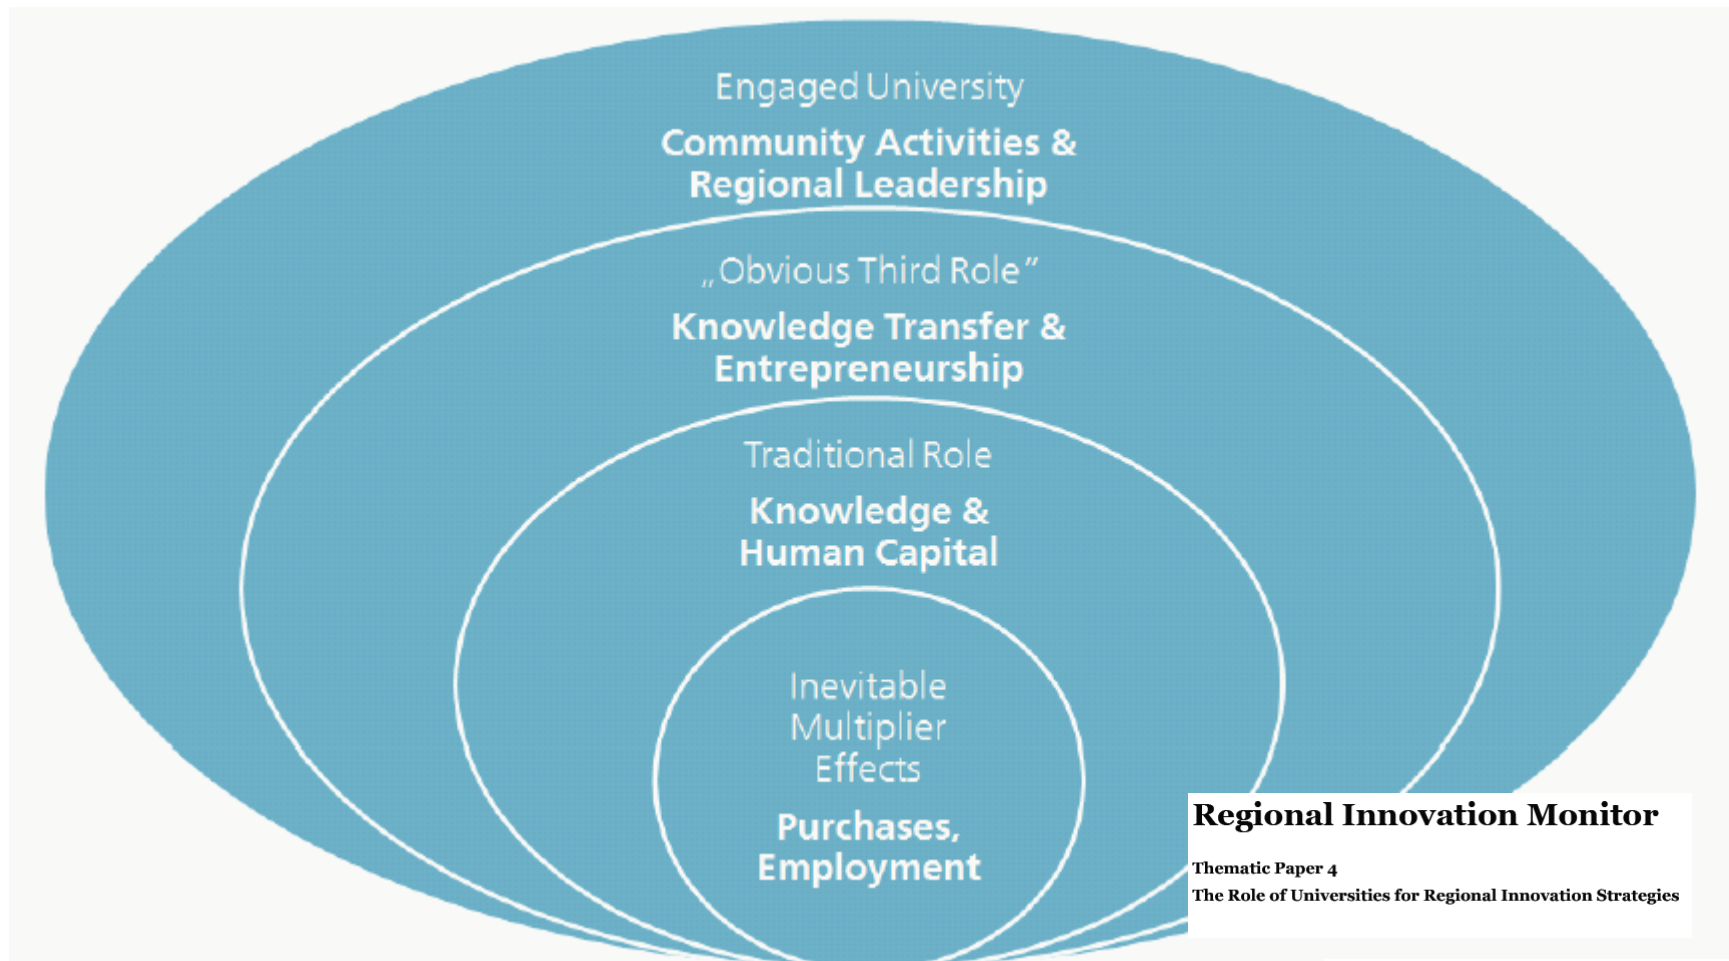 Engaged University
Community Activities &
Regional Leadership
„Obvious Third Role”
Knowledge Transfer &
Entrepreneurship
Traditional Role
Knowledge &
Human Capital
Inevitable
Multiplier
Effects
Purchases,
Employment
Regional Innovation Monitor
Thematic Paper 4
The Role of Universities for Regional Innovation Strategies